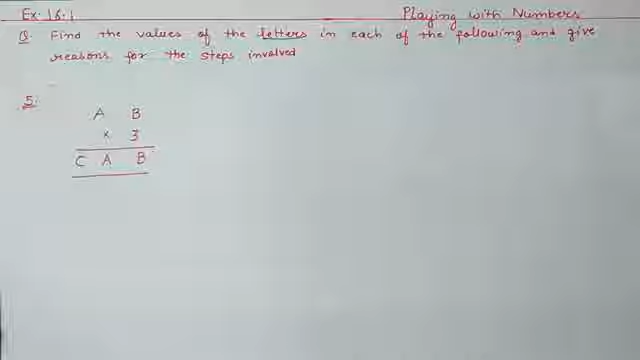 Ex. 16.1 Playing with Numbers
Q. Find the values of the letters in each of the following and give
reasons for the steps involved
5.
A B
× 3
C A B